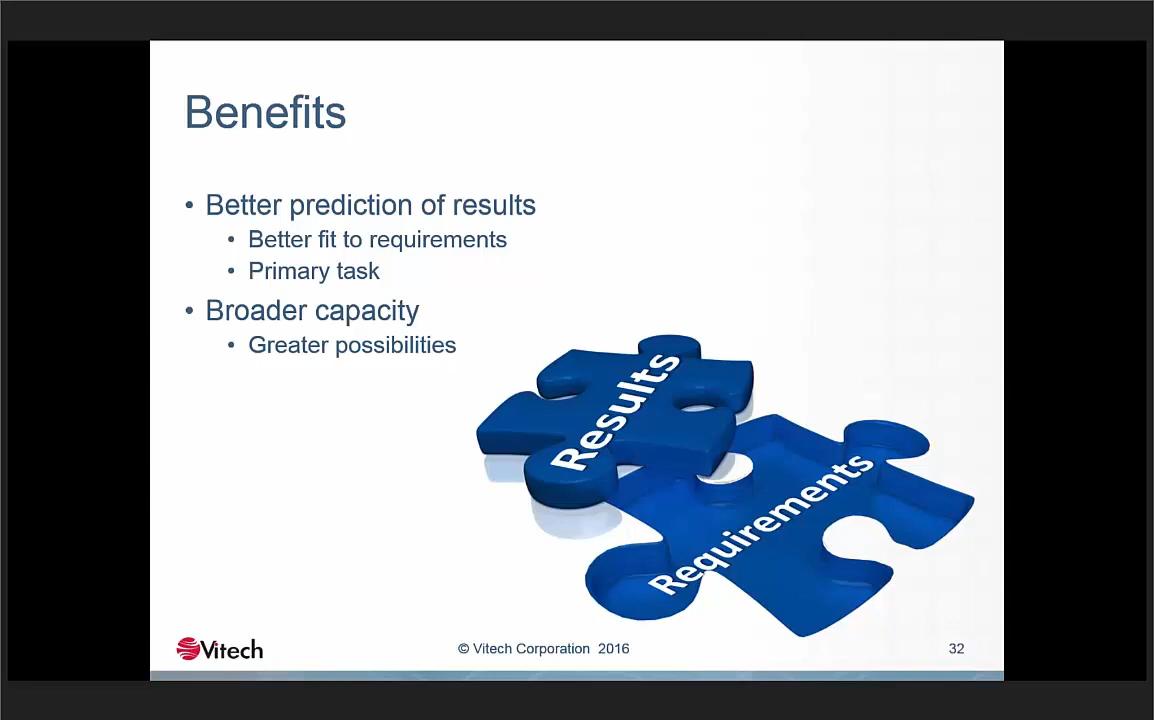 Benefits
• Better prediction of results
• Better fit to requirements
• Primary task
• Broader capacity
• Greater possibilities
Results
Requirements
Vitech
© Vitech Corporation 2016
32